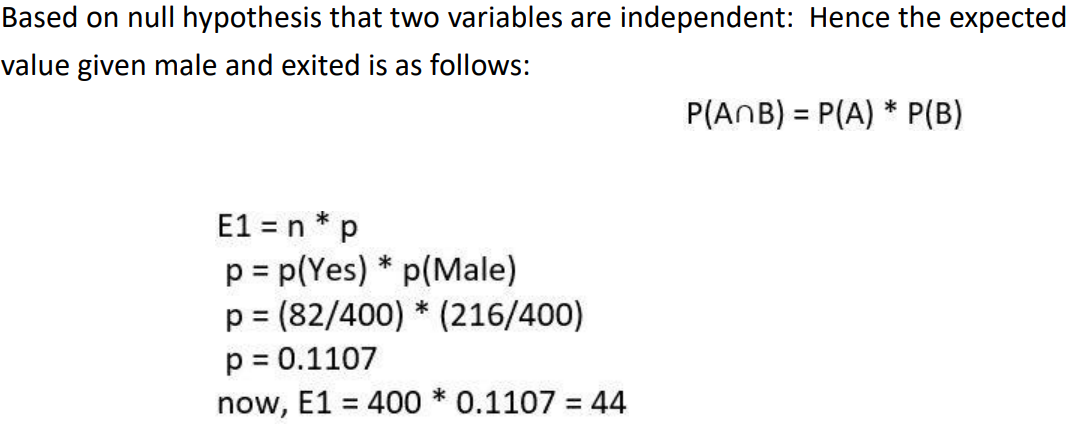 Based on null hypothesis that two variables are independent: Hence the expected
value given male and exited is as follows:
P(A∩B) = P(A) * P(B)
E1 = n * p
p = p(Yes) * p(Male)
p = (82/400) * (216/400)
p = 0.1107
now, E1 = 400 * 0.1107 = 44